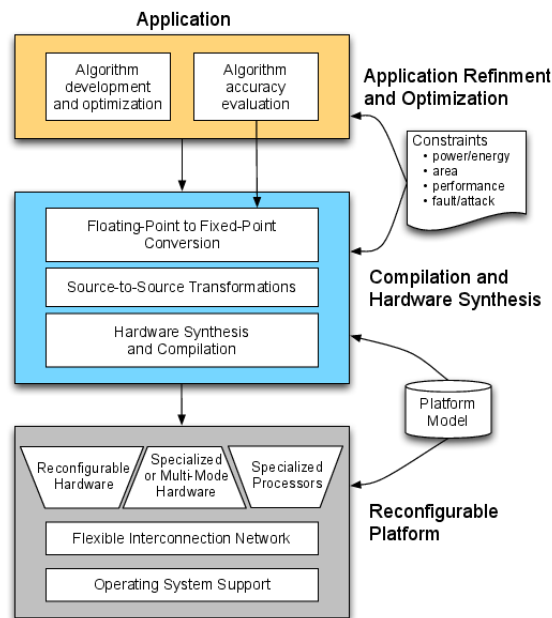 Application
Algorithm
development
and optimization
Algorithm
accuracy
evaluation
Application Refinment
and Optimization
Constraints
• power/energy
• area
• performance
• fault/attack
Floating-Point to Fixed-Point
Conversion
Source-to-Source Transformations
Hardware Synthesis
and Compilation
Compilation and
Hardware Synthesis
Platform
Model
Reconfigurable
Hardware
Specialized
or Multi-Mode
Hardware
Specialized
Processors
Flexible Interconnection Network
Operating System Support
Reconfigurable
Platform